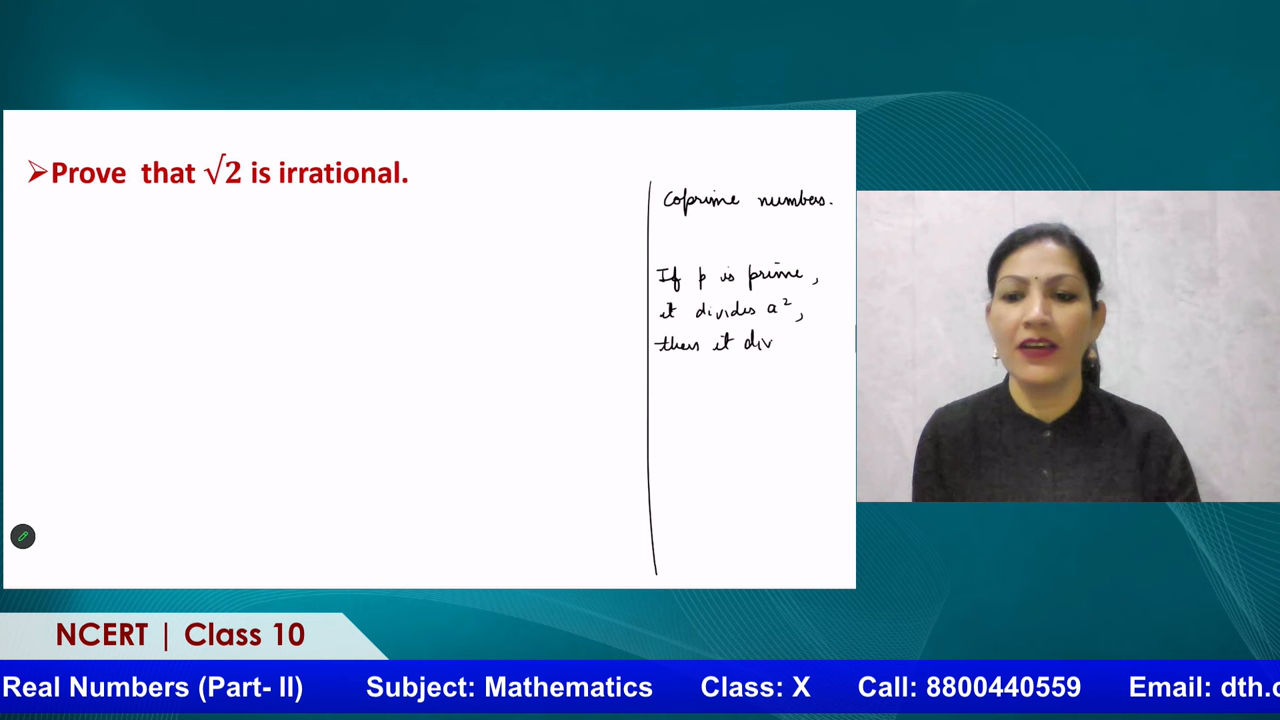 ➢Prove that √2 is irrational.
Coprime numbers.
If p is prime,
it divides a²,
then it div
NCERT | Class 10
Real Numbers (Part- II) Subject: Mathematics Class: X Call: 8800440559 Email: dth.c